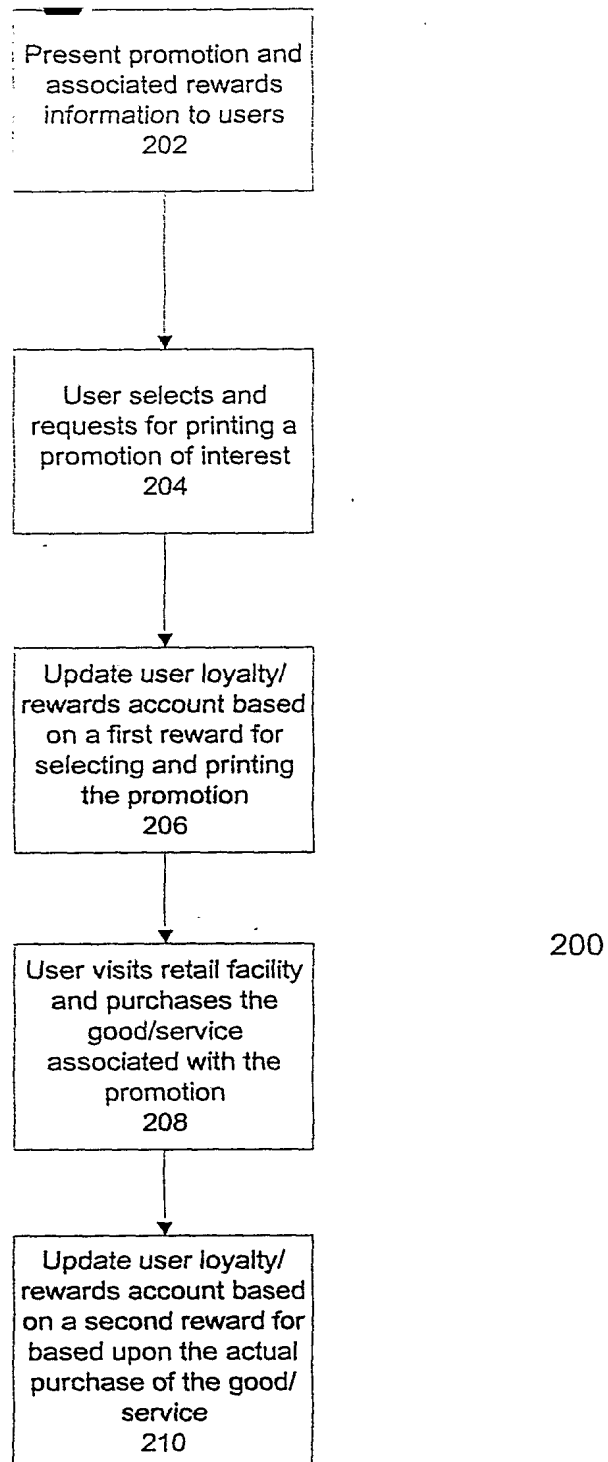 Present promotion and
associated rewards
information to users
202
User selects and
requests for printing a
promotion of interest
204
Update user loyalty/
rewards account based
on a first reward for
selecting and printing
the promotion
206
User visits retail facility
and purchases the
good/service
associated with the
promotion
208
200
Update user loyalty/
rewards account based
on a second reward for
based upon the actual
purchase of the good/
service
210